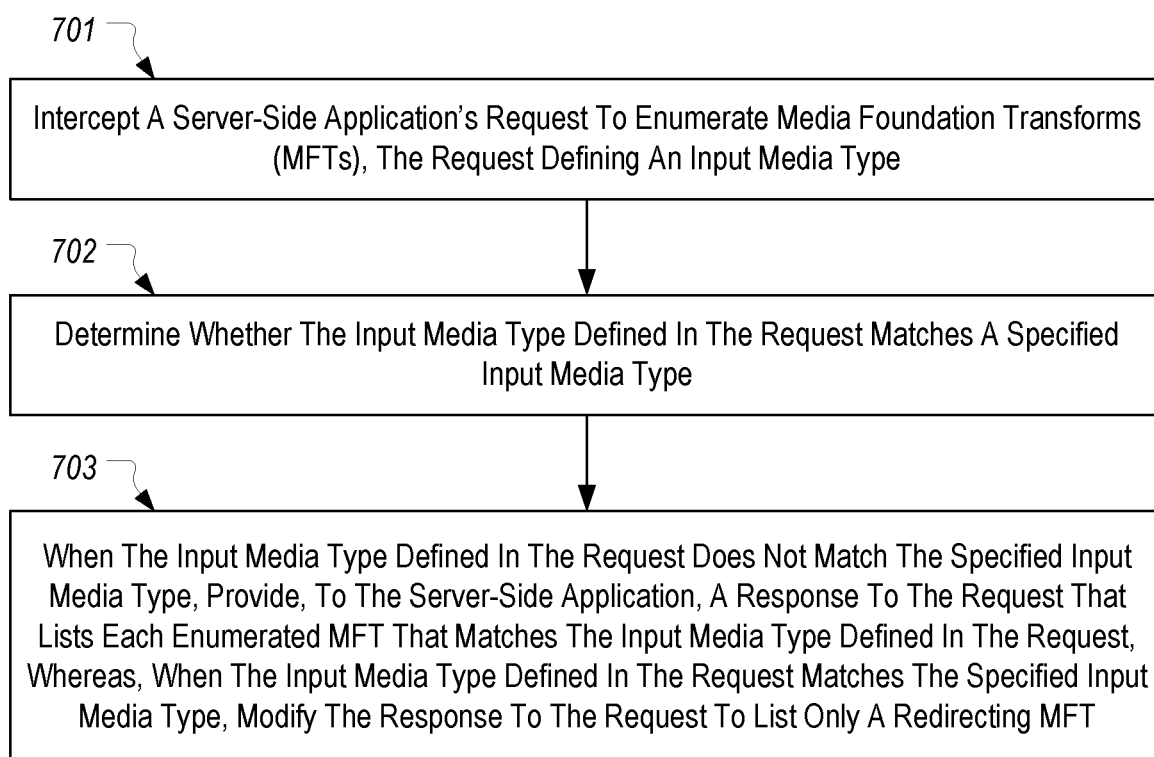 701
Intercept A Server-Side Application's Request To Enumerate Media Foundation Transforms
(MFTs), The Request Defining An Input Media Type
702
Determine Whether The Input Media Type Defined In The Request Matches A Specified
Input Media Type
703
When The Input Media Type Defined In The Request Does Not Match The Specified Input
Media Type, Provide, To The Server-Side Application, A Response To The Request That
Lists Each Enumerated MFT That Matches The Input Media Type Defined In The Request,
Whereas, When The Input Media Type Defined In The Request Matches The Specified Input
Media Type, Modify The Response To The Request To List Only A Redirecting MFT